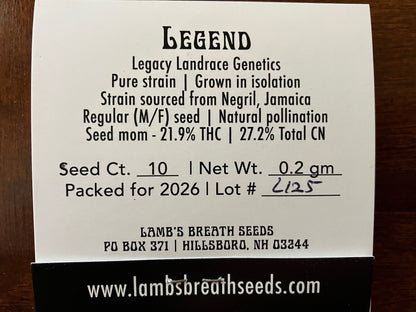 LEGEND
Legacy Landrace Genetics
Pure strain | Grown in isolation
Strain sourced from Negril, Jamaica
Regular (M/F) seed | Natural pollination
Seed mom - 21.9% THC | 27.2% Total CN
Seed Ct. 10 | Net Wt. 0.2 gm
Packed for 2026 | Lot # L125
LAMB'S BREATH SEEDS
PO BOX 371 | HILLSBORO, NH 03244
www.lambsbreathseeds.com